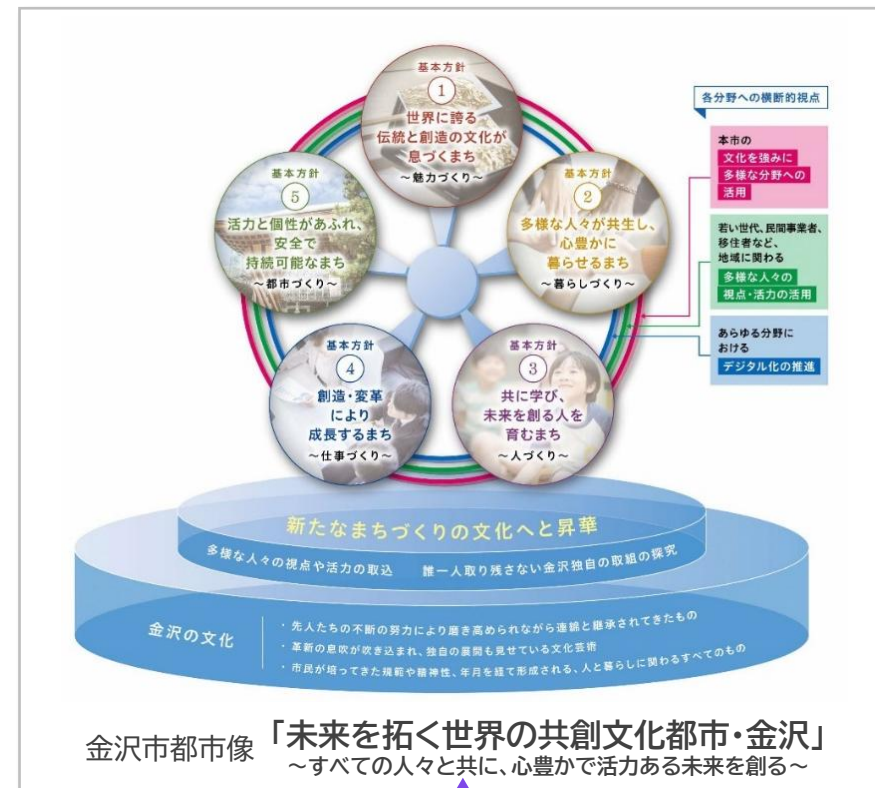 基本方針
1
世界に誇る
伝統と創造の文化が
息づくまち
～魅力づくり～
基本方針
2
多様な人々が共生し、
心豊かに
暮らせるまち
～暮らしづくり～
基本方針
3
共に学び、
未来を創る人を
育むまち
～人づくり～
基本方針
4
創造・変革
により
成長するまち
～仕事づくり～
基本方針
5
活力と個性があふれ、
安全で
持続可能なまち
～都市づくり～
各分野への横断的視点
本市の
文化を強みに
多様な分野への
活用
若い世代、民間事業者、
移住者など、
地域に関わる
多様な人々の
視点・活力の活用
あらゆる分野に
おける
デジタル化の推進
新たなまちづくりの文化へと昇華
多様な人々の視点や活力の取込　誰一人取り残さない金沢独自の取組の探究
金沢の文化
・先人たちの不断の努力により磨き高められながら連綿と継承されてきたもの
・革新の息吹が吹き込まれ、独自の展開も見せている文化芸術
・市民が培ってきた規範や精神性、年月を経て形成される、人と暮らしに関わるすべてのもの
金沢市都市像「未来を拓く世界の共創文化都市・金沢」
～すべての人々と共に、心豊かで活力ある未来を創る～